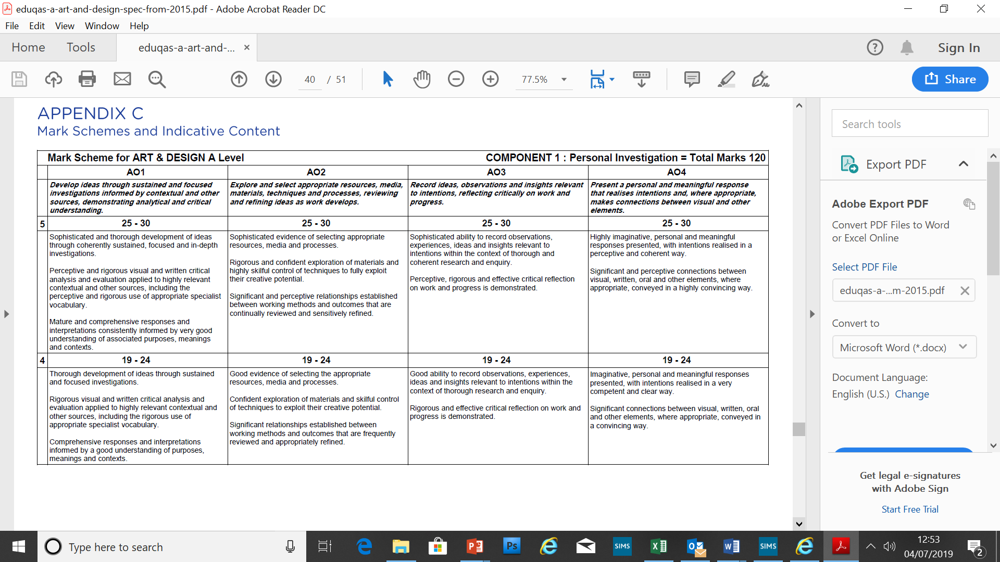 eduqas-a-art-and-design-spec-from-2015.pdf - Adobe Acrobat Reader DC
File Edit View Window Help
Home Tools eduqas-a-art-and-... × Sign In
40 / 51 77.5% Share
APPENDIX C
Mark Schemes and Indicative Content
Mark Scheme for ART & DESIGN A Level COMPONENT 1 : Personal Investigation = Total Marks 120
AO1 AO2 AO3 AO4
Develop ideas through sustained and focused
investigations informed by contextual and other
sources, demonstrating analytical and critical
understanding.
Explore and select appropriate resources, media,
materials, techniques and processes, reviewing
and refining ideas as work develops.
Record ideas, observations and insights relevant
to intentions, reflecting critically on work and
progress.
Present a personal and meaningful response
that realises intentions and, where appropriate,
makes connections between visual and other
elements.
5 25 - 30 25 - 30 25 - 30 25 - 30
Sophisticated and thorough development of ideas
through coherently sustained, focused and in-depth
investigations.
Perceptive and rigorous visual and written critical
analysis and evaluation applied to highly relevant
contextual and other sources, including the
perceptive and rigorous use of appropriate specialist
vocabulary.
Mature and comprehensive responses and
interpretations consistently informed by very good
understanding of associated purposes, meanings
and contexts.
Sophisticated evidence of selecting appropriate
resources, media and processes.
Rigorous and confident exploration of materials and
highly skilful control of techniques to fully exploit
their creative potential.
Significant and perceptive relationships established
between working methods and outcomes that are
continually reviewed and sensitively refined.
Sophisticated ability to record observations,
experiences, ideas and insights relevant to
intentions within the context of thorough and
coherent research and enquiry.
Perceptive, rigorous and effective critical reflection
on work and progress is demonstrated.
Highly imaginative, personal and meaningful
responses presented, with intentions realised in a
perceptive and coherent way.
Significant and perceptive connections between
visual, written, oral and other elements, where
appropriate, conveyed in a highly convincing way.
4 19 - 24 19 - 24 19 - 24 19 - 24
Thorough development of ideas through sustained
and focused investigations.
Rigorous visual and written critical analysis and
evaluation applied to highly relevant contextual and
other sources, including the rigorous use of
appropriate specialist vocabulary.
Comprehensive responses and interpretations
informed by a good understanding of purposes,
meanings and contexts.
Good evidence of selecting the appropriate
resources, media and processes.
Confident exploration of materials and skilful control
of techniques to exploit their creative potential.
Significant relationships established between
working methods and outcomes that are frequently
reviewed and appropriately refined.
Good ability to record observations, experiences,
ideas and insights relevant to intentions within the
context of thorough research and enquiry.
Rigorous and effective critical reflection on work and
progress is demonstrated.
Imaginative, personal and meaningful responses
presented, with intentions realised in a very
competent and clear way.
Significant connections between visual, written, oral
and other elements, where appropriate, conveyed in
a convincing way.
Search tools
Export PDF
Adobe Export PDF
Convert PDF Files to Word
or Excel Online
Select PDF File
eduqas-a-...m-2015.pdf
Convert to
Microsoft Word (*.docx)
Document Language:
English (U.S.) Change
Get legal e-signatures
with Adobe Sign
Start Free Trial
Type here to search
Ps SIMS SIMS
12:53
04/07/2019
2